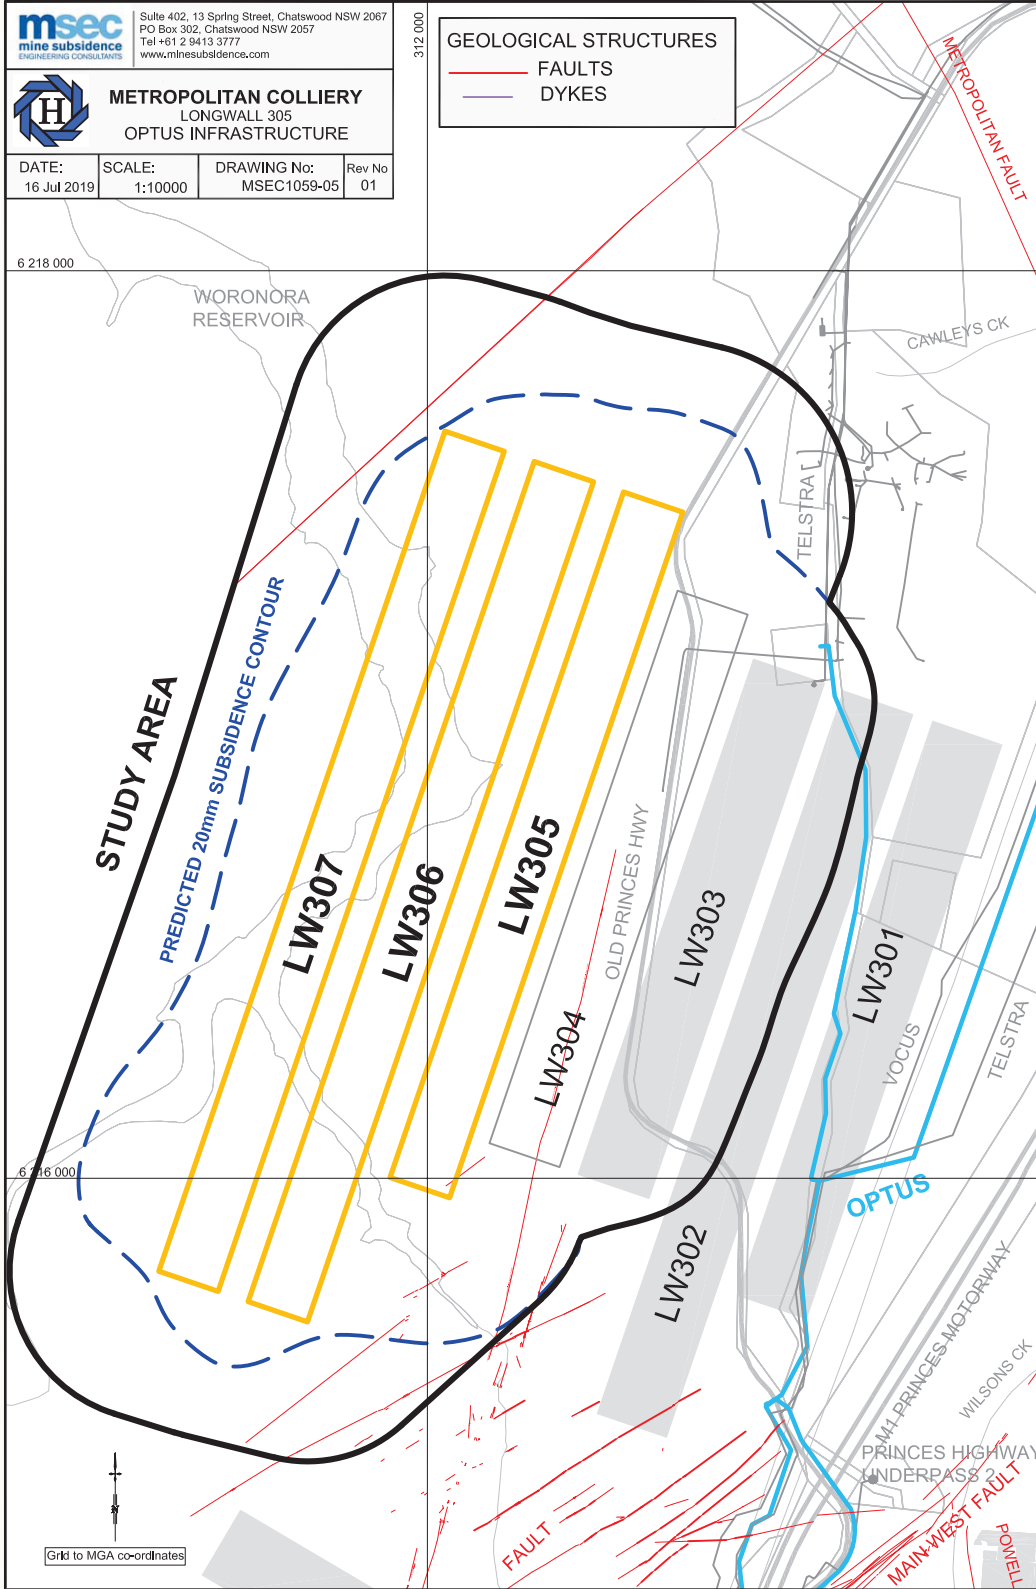 msec
mine subsidence
ENGINEERING CONSULTANTS
Suite 402, 13 Spring Street, Chatswood NSW 2067
PO Box 302, Chatswood NSW 2057
Tel +61 2 9413 3777
www.minesubsidence.com
H
METROPOLITAN COLLIERY
LONGWALL 305
OPTUS INFRASTRUCTURE
DATE:
16 Jul 2019
SCALE:
1:10000
DRAWING No:
MSEC1059-05
Rev No
01
312 000
GEOLOGICAL STRUCTURES
FAULTS
DYKES
METROPOLITAN FAULT
6 218 000
WORONORA
RESERVOIR
CAWLEYS CK
TELSTRA
STUDY AREA
PREDICTED 20mm SUBSIDENCE CONTOUR
LW307
LW306
LW305
OLD PRINCES HWY
LW304
LW303
LW301
VOCUS
TELSTRA
6 216 000
OPTUS
LW302
M1 PRINCES MOTORWAY
WILSONS CK
PRINCES HIGHWAY
UNDERPASS 2
FAULT
MAIN WEST FAULT
POWELL
N
Grid to MGA co-ordinates